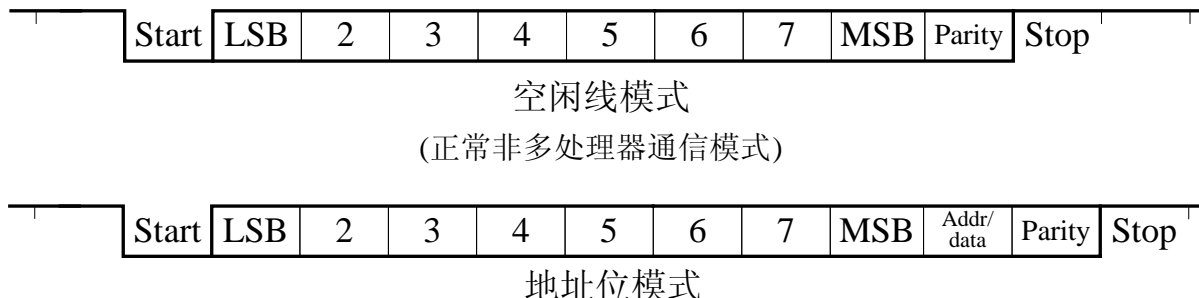 Start LSB 2 3 4 5 6 7 MSB Parity Stop
空闲线模式
(正常非多处理器通信模式)
Start LSB 2 3 4 5 6 7 MSB Addr/ data Parity Stop
地址位模式